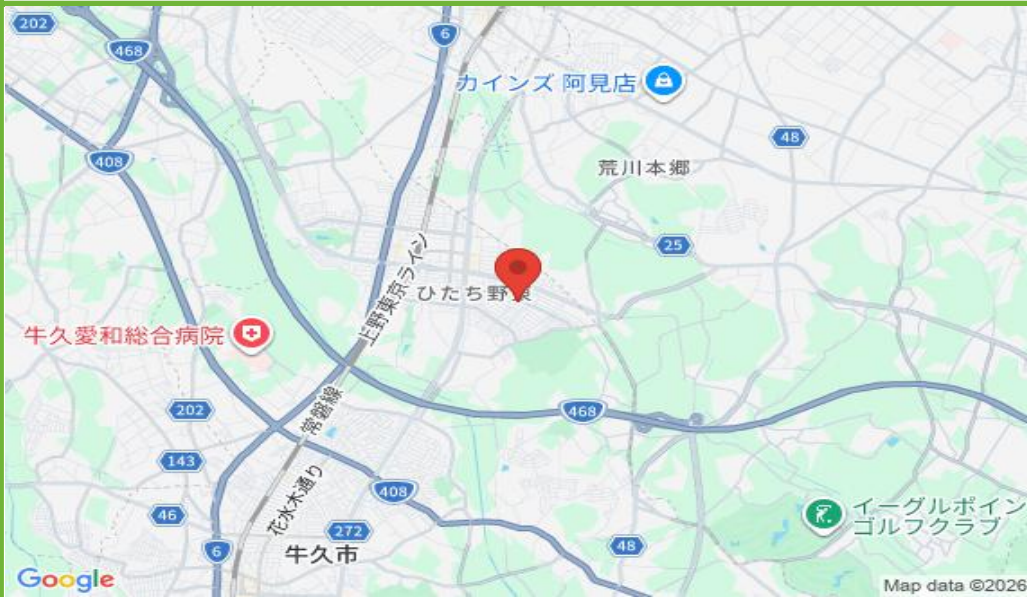 202
468
6
カインズ 阿見店
48
408
荒川本郷
25
上野東京ライン
ひたち野東
牛久愛和総合病院
202
468
常磐線
143
花水木通り
408
46
272
イーグルポイン
ゴルフクラブ
6
牛久市
48
Google
Map data ©2026